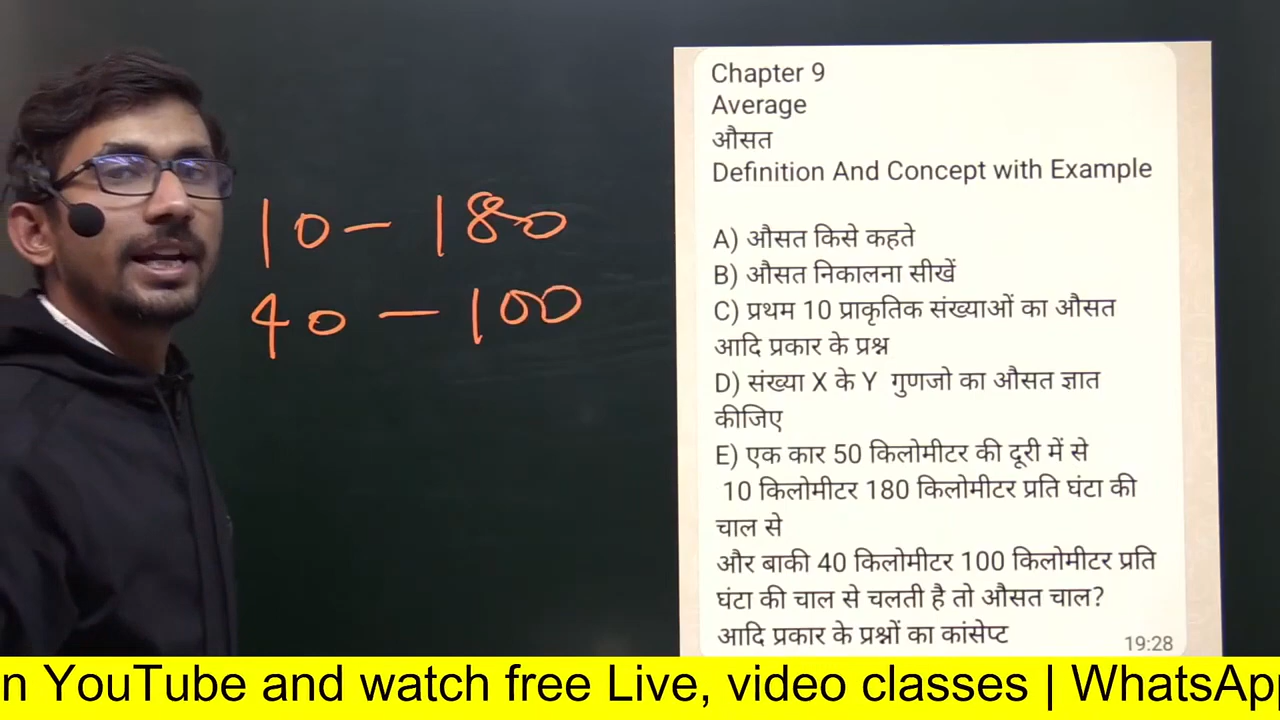 10 - 180
40 - 100
Chapter 9
Average
औसत
Definition And Concept with Example
A) औसत किसे कहते
B) औसत निकालना सीखें
C) प्रथम 10 प्राकृतिक संख्याओं का औसत
आदि प्रकार के प्रश्न
D) संख्या X के Y गुणजो का औसत ज्ञात
कीजिए
E) एक कार 50 किलोमीटर की दूरी में से
10 किलोमीटर 180 किलोमीटर प्रति घंटा की
चाल से
और बाकी 40 किलोमीटर 100 किलोमीटर प्रति
घंटा की चाल से चलती है तो औसत चाल?
आदि प्रकार के प्रश्नों का कांसेप्ट
19:28
n YouTube and watch free Live, video classes | WhatsApp